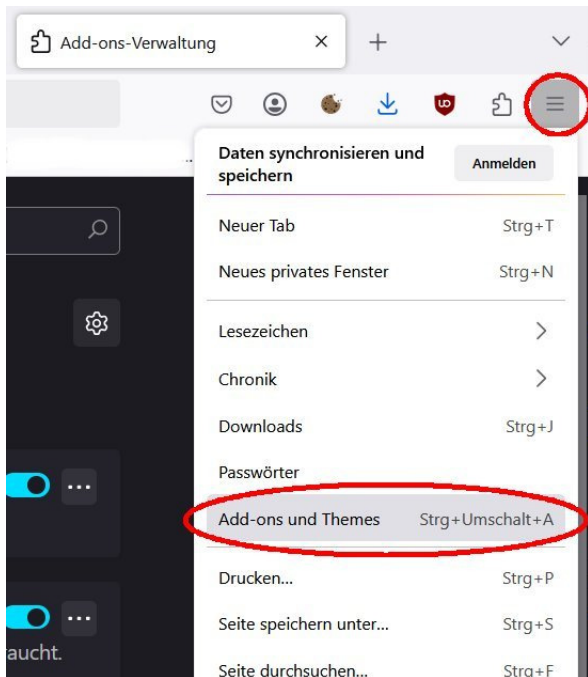 Add-ons-Verwaltung
Daten synchronisieren und
speichern
Anmelden
Neuer Tab Strg+T
Neues privates Fenster Strg+N
Lesezeichen
Chronik
Downloads Strg+J
Passwörter
Add-ons und Themes Strg+Umschalt+A
Drucken... Strg+P
Seite speichern unter... Strg+S
raucht.
Seite durchsuchen... Strg+F